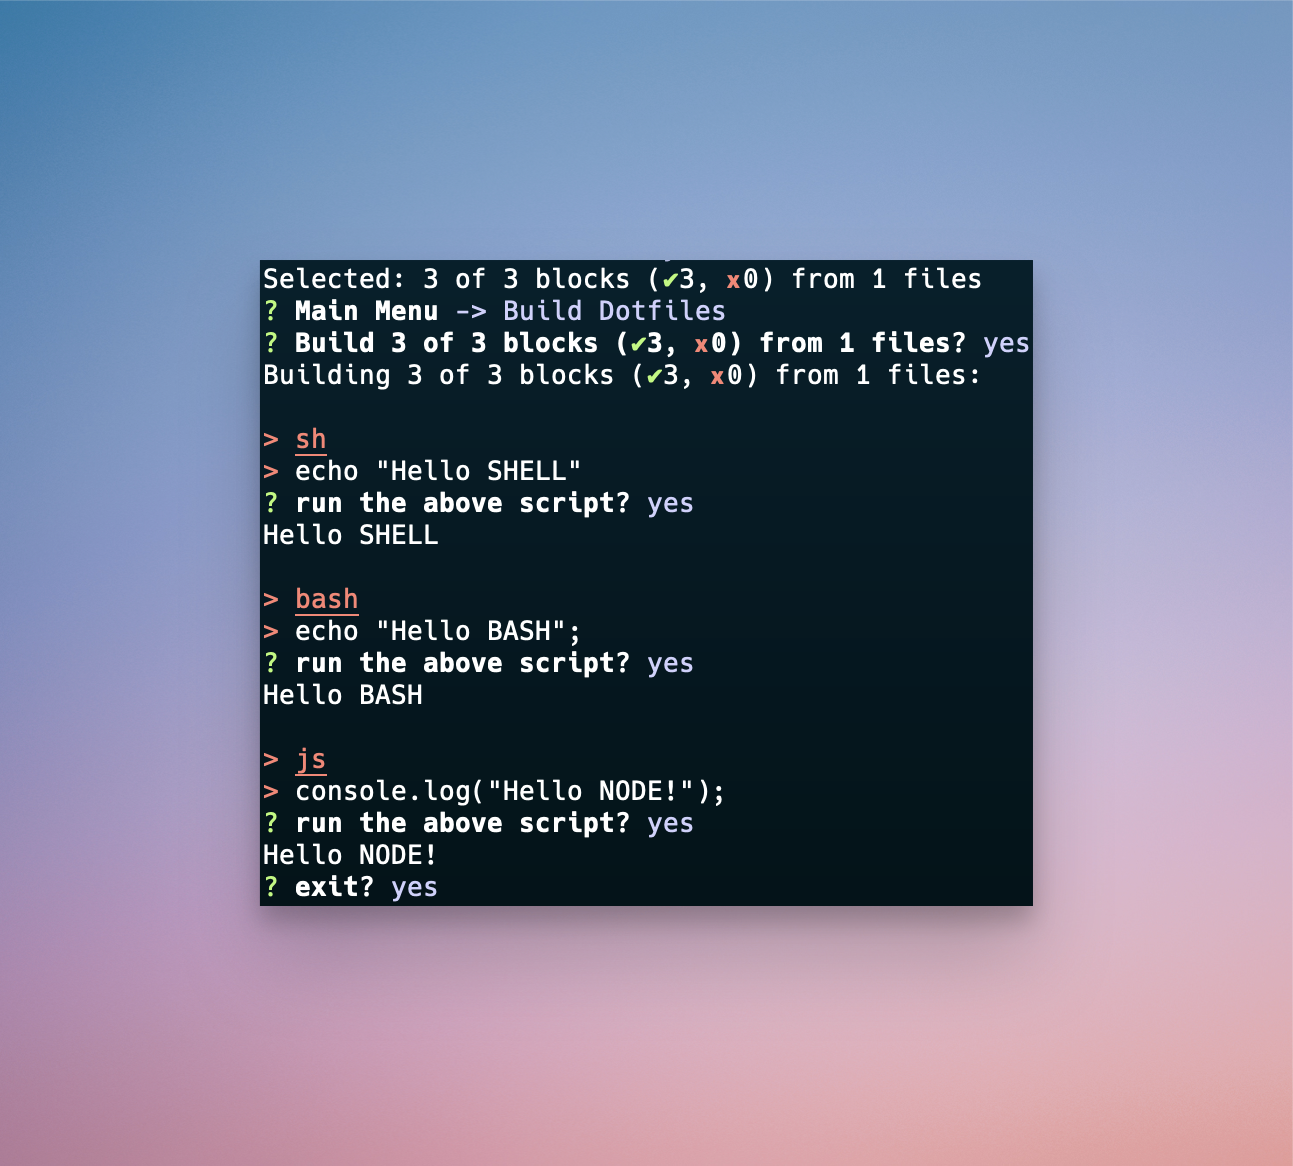 Selected: 3 of 3 blocks (✔3, x0) from 1 files
? Main Menu -> Build Dotfiles
? Build 3 of 3 blocks (✔3, x0) from 1 files? yes
Building 3 of 3 blocks (✔3, x0) from 1 files:
> sh
> echo "Hello SHELL"
? run the above script? yes
Hello SHELL
> bash
> echo "Hello BASH";
? run the above script? yes
Hello BASH
> js
> console.log("Hello NODE!");
? run the above script? yes
Hello NODE!
? exit? yes